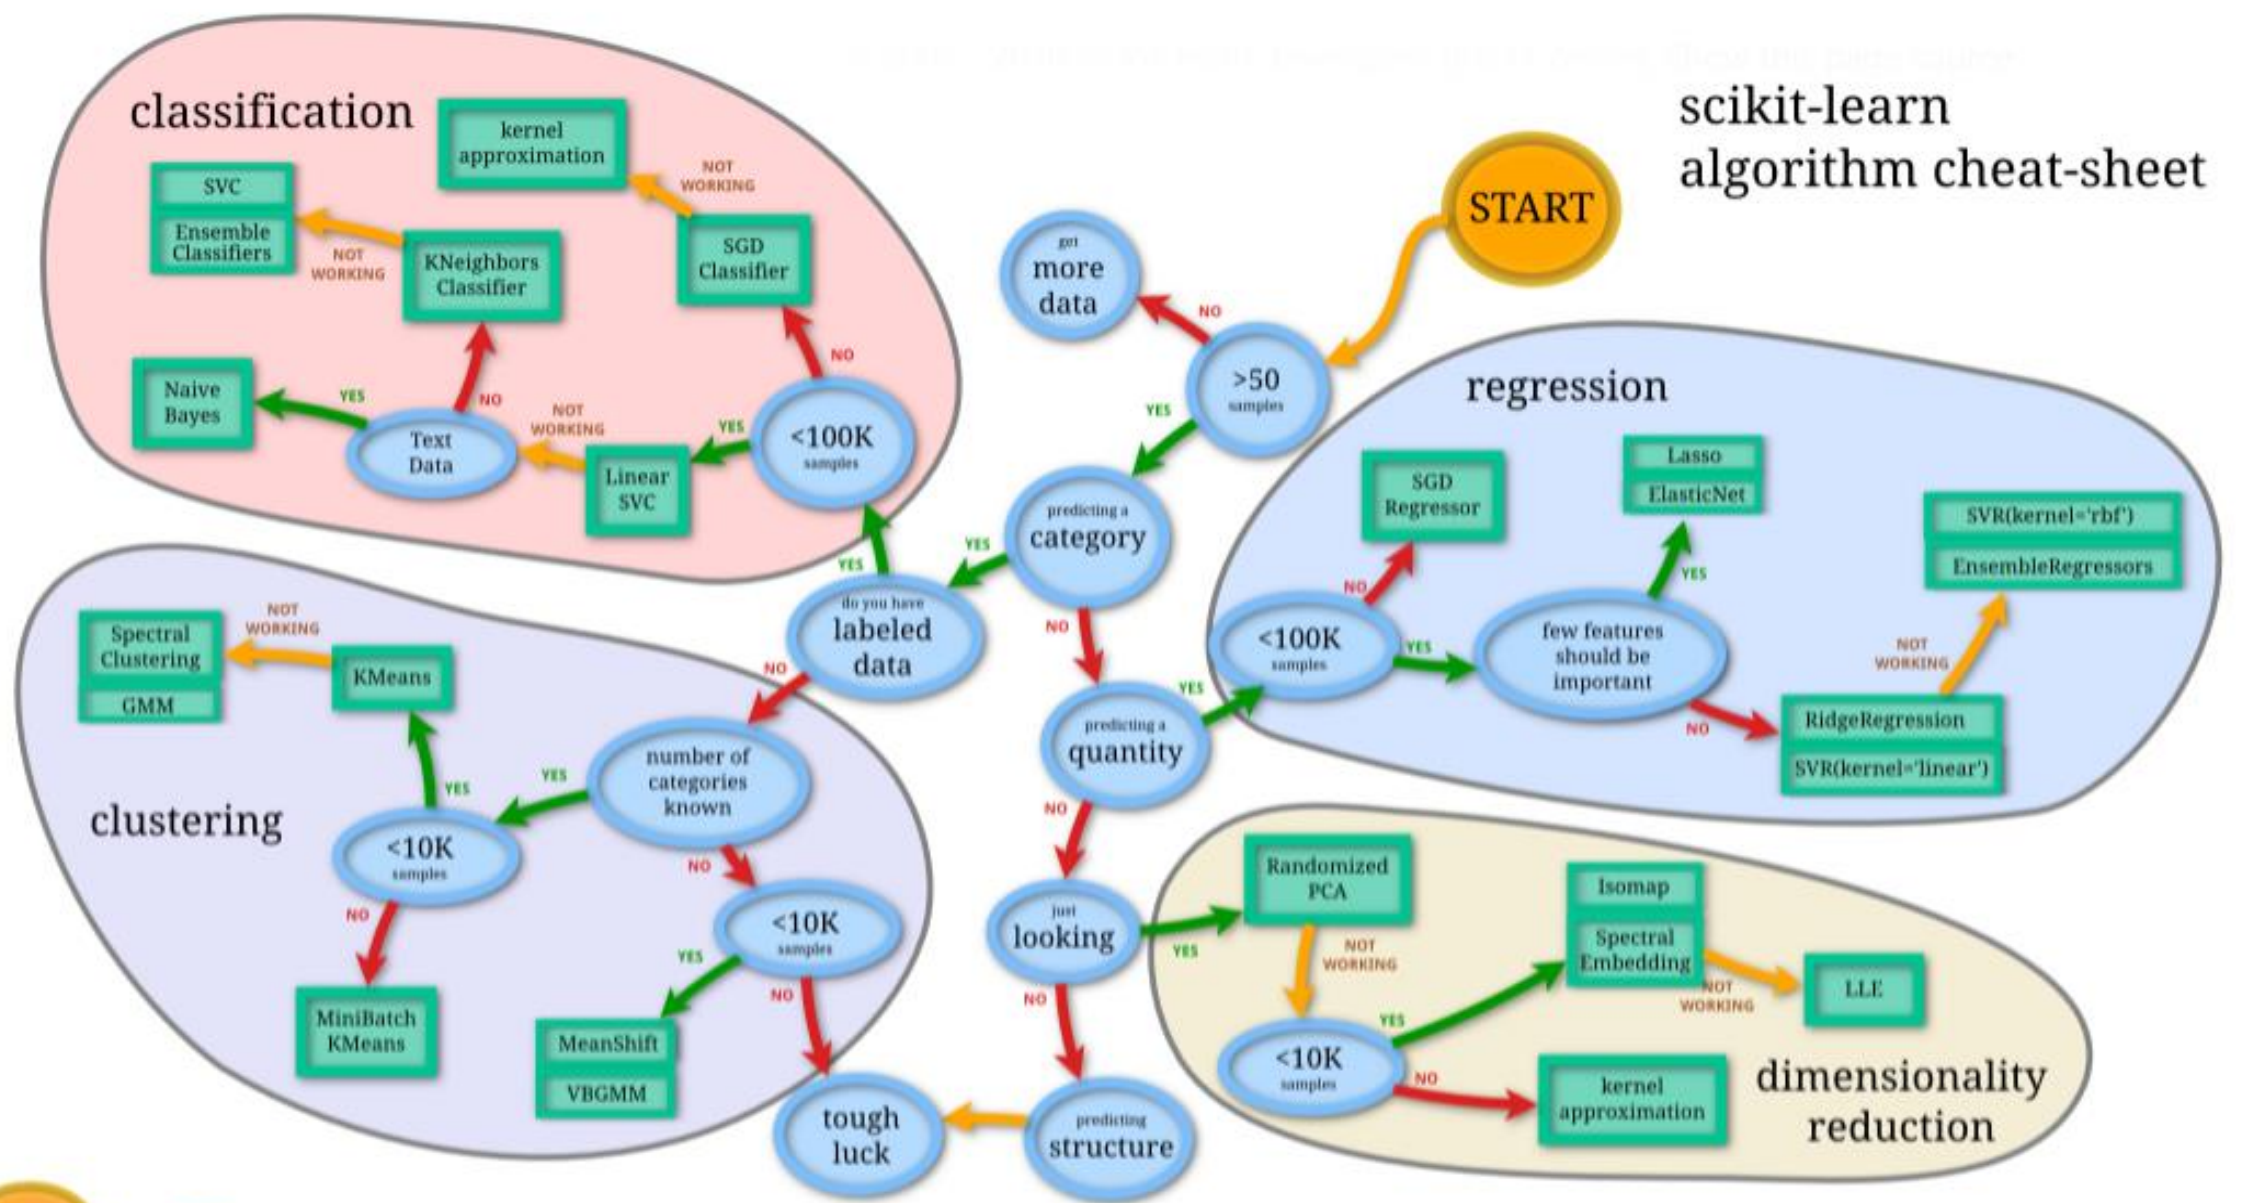 scikit-learn
algorithm cheat-sheet
START
get
more
data
NO
>50
samples
YES
predicting a
category
YES
NO
do you have
labeled
data
YES
NO
predicting a
quantity
YES
NO
just
looking
YES
NO
predicting
structure
tough
luck
classification
kernel
approximation
NOT
WORKING
SGD
Classifier
NO
<100K
samples
YES
Linear
SVC
NOT
WORKING
Text
Data
YES
Naive
Bayes
NO
KNeighbors
Classifier
NOT
WORKING
SVC
Ensemble
Classifiers
regression
<100K
samples
NO
SGD
Regressor
YES
few features
should be
important
YES
Lasso
ElasticNet
NO
RidgeRegression
SVR(kernel='linear')
NOT
WORKING
SVR(kernel='rbf')
EnsembleRegressors
clustering
number of
categories
known
YES
<10K
samples
YES
KMeans
NOT
WORKING
Spectral
Clustering
GMM
NO
MiniBatch
KMeans
NO
<10K
samples
YES
MeanShift
VBGMM
NO
dimensionality
reduction
Randomized
PCA
NOT
WORKING
<10K
samples
YES
Isomap
Spectral
Embedding
NOT
WORKING
LLE
NO
kernel
approximation